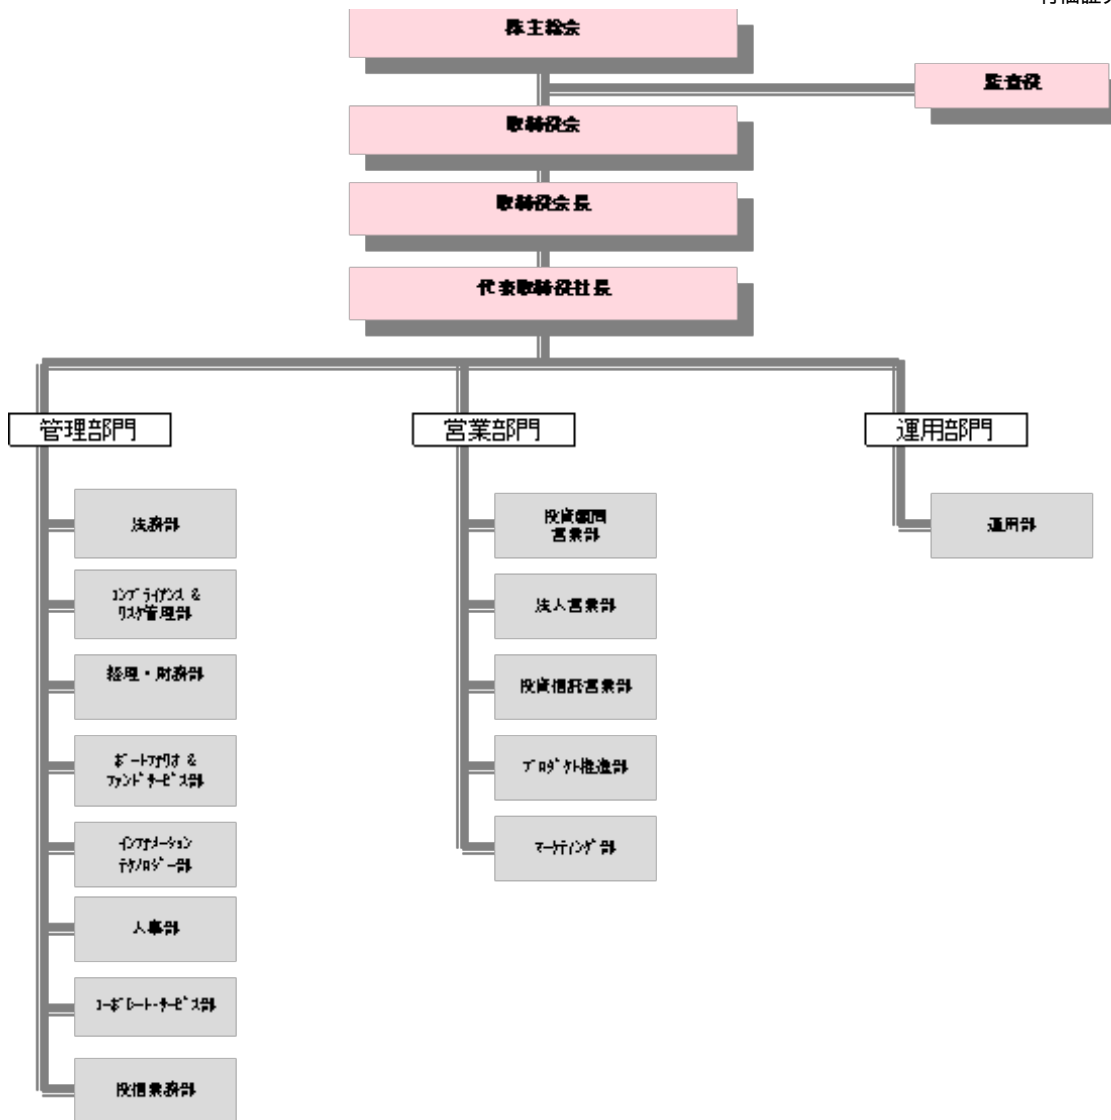 株主総会
監査役
取締役会
取締役会長
代表取締役社長
管理部門
営業部門
運用部門
法務部
投資顧問
営業部
運用部
コンプライアンス &
リスク管理部
法人営業部
経理・財務部
投資信託営業部
ポートフォリオ &
ファンドサービス部
プロダクト推進部
インフォメーション
テクノロジー部
マーケティング部
人事部
コーポレート・サービス部
投信業務部